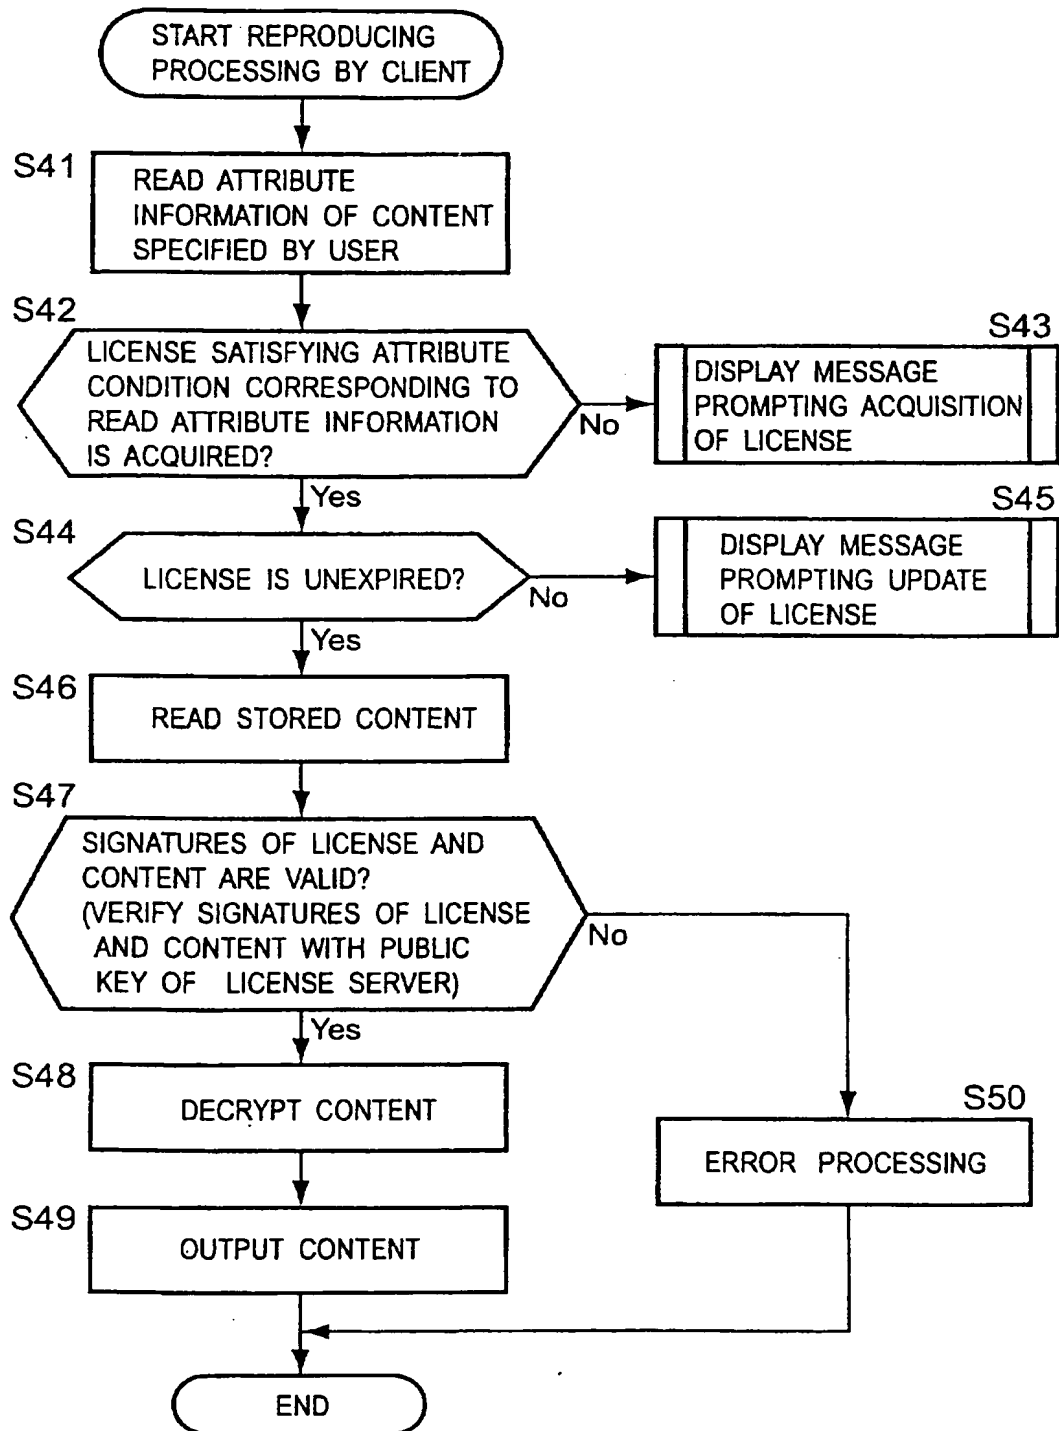 START REPRODUCING
PROCESSING BY CLIENT
S41
READ ATTRIBUTE
INFORMATION OF CONTENT
SPECIFIED BY USER
S42
LICENSE SATISFYING ATTRIBUTE
CONDITION CORRESPONDING TO
READ ATTRIBUTE INFORMATION
IS ACQUIRED?
No
S43
DISPLAY MESSAGE
PROMPTING ACQUISITION
OF LICENSE
Yes
S44
LICENSE IS UNEXPIRED?
No
S45
DISPLAY MESSAGE
PROMPTING UPDATE
OF LICENSE
Yes
S46
READ STORED CONTENT
S47
SIGNATURES OF LICENSE AND
CONTENT ARE VALID?
(VERIFY SIGNATURES OF LICENSE
AND CONTENT WITH PUBLIC
KEY OF LICENSE SERVER)
No
Yes
S48
DECRYPT CONTENT
S50
ERROR PROCESSING
S49
OUTPUT CONTENT
END